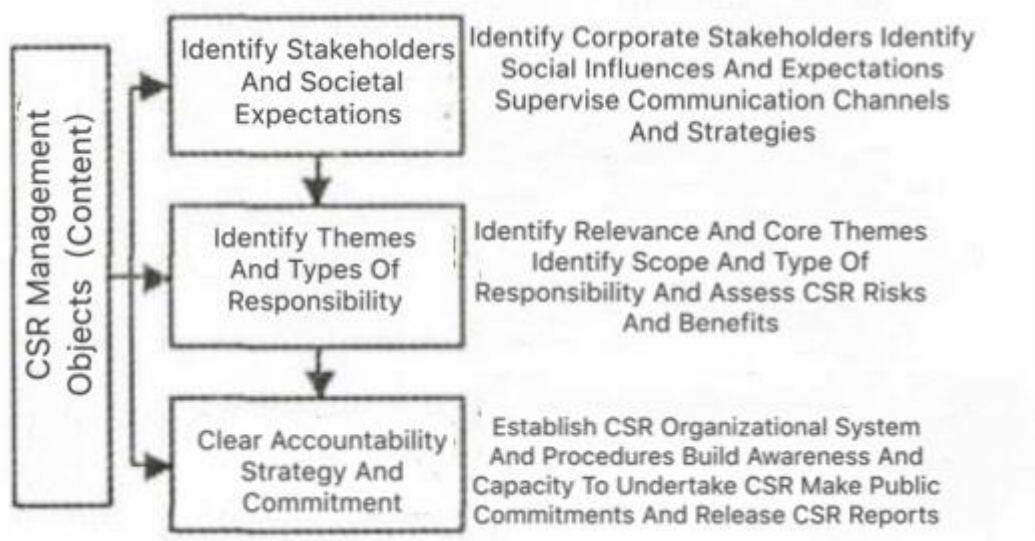 CSR Management
Objects (Content)
Identify Stakeholders
And Societal
Expectations
Identify Corporate Stakeholders Identify
Social Influences And Expectations
Supervise Communication Channels
And Strategies
Identify Themes
And Types Of
Responsibility
Identify Relevance And Core Themes
Identify Scope And Type Of
Responsibility And Assess CSR Risks
And Benefits
Clear Accountability
Strategy And
Commitment
Establish CSR Organizational System
And Procedures Build Awareness And
Capacity To Undertake CSR Make Public
Commitments And Release CSR Reports